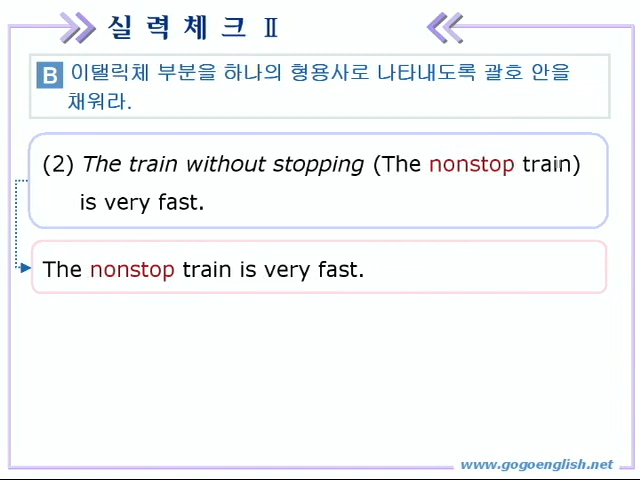 실 력 체 크 Ⅱ
B 이탤릭체 부분을 하나의 형용사로 나타내도록 괄호 안을
채워라.
(2) The train without stopping (The nonstop train)
is very fast.
The nonstop train is very fast.
www.gogoenglish.net